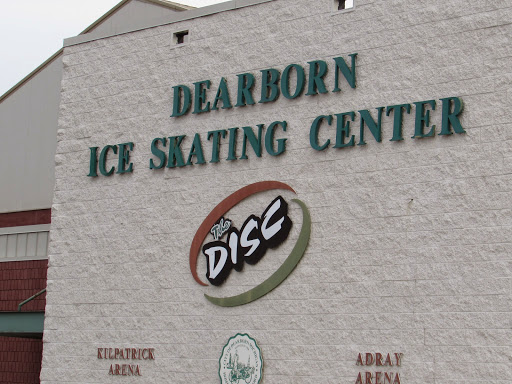 DEARBORN
ICE SKATING CENTER
The
DISC
KILPATRICK
ARENA
ADRAY
ARENA